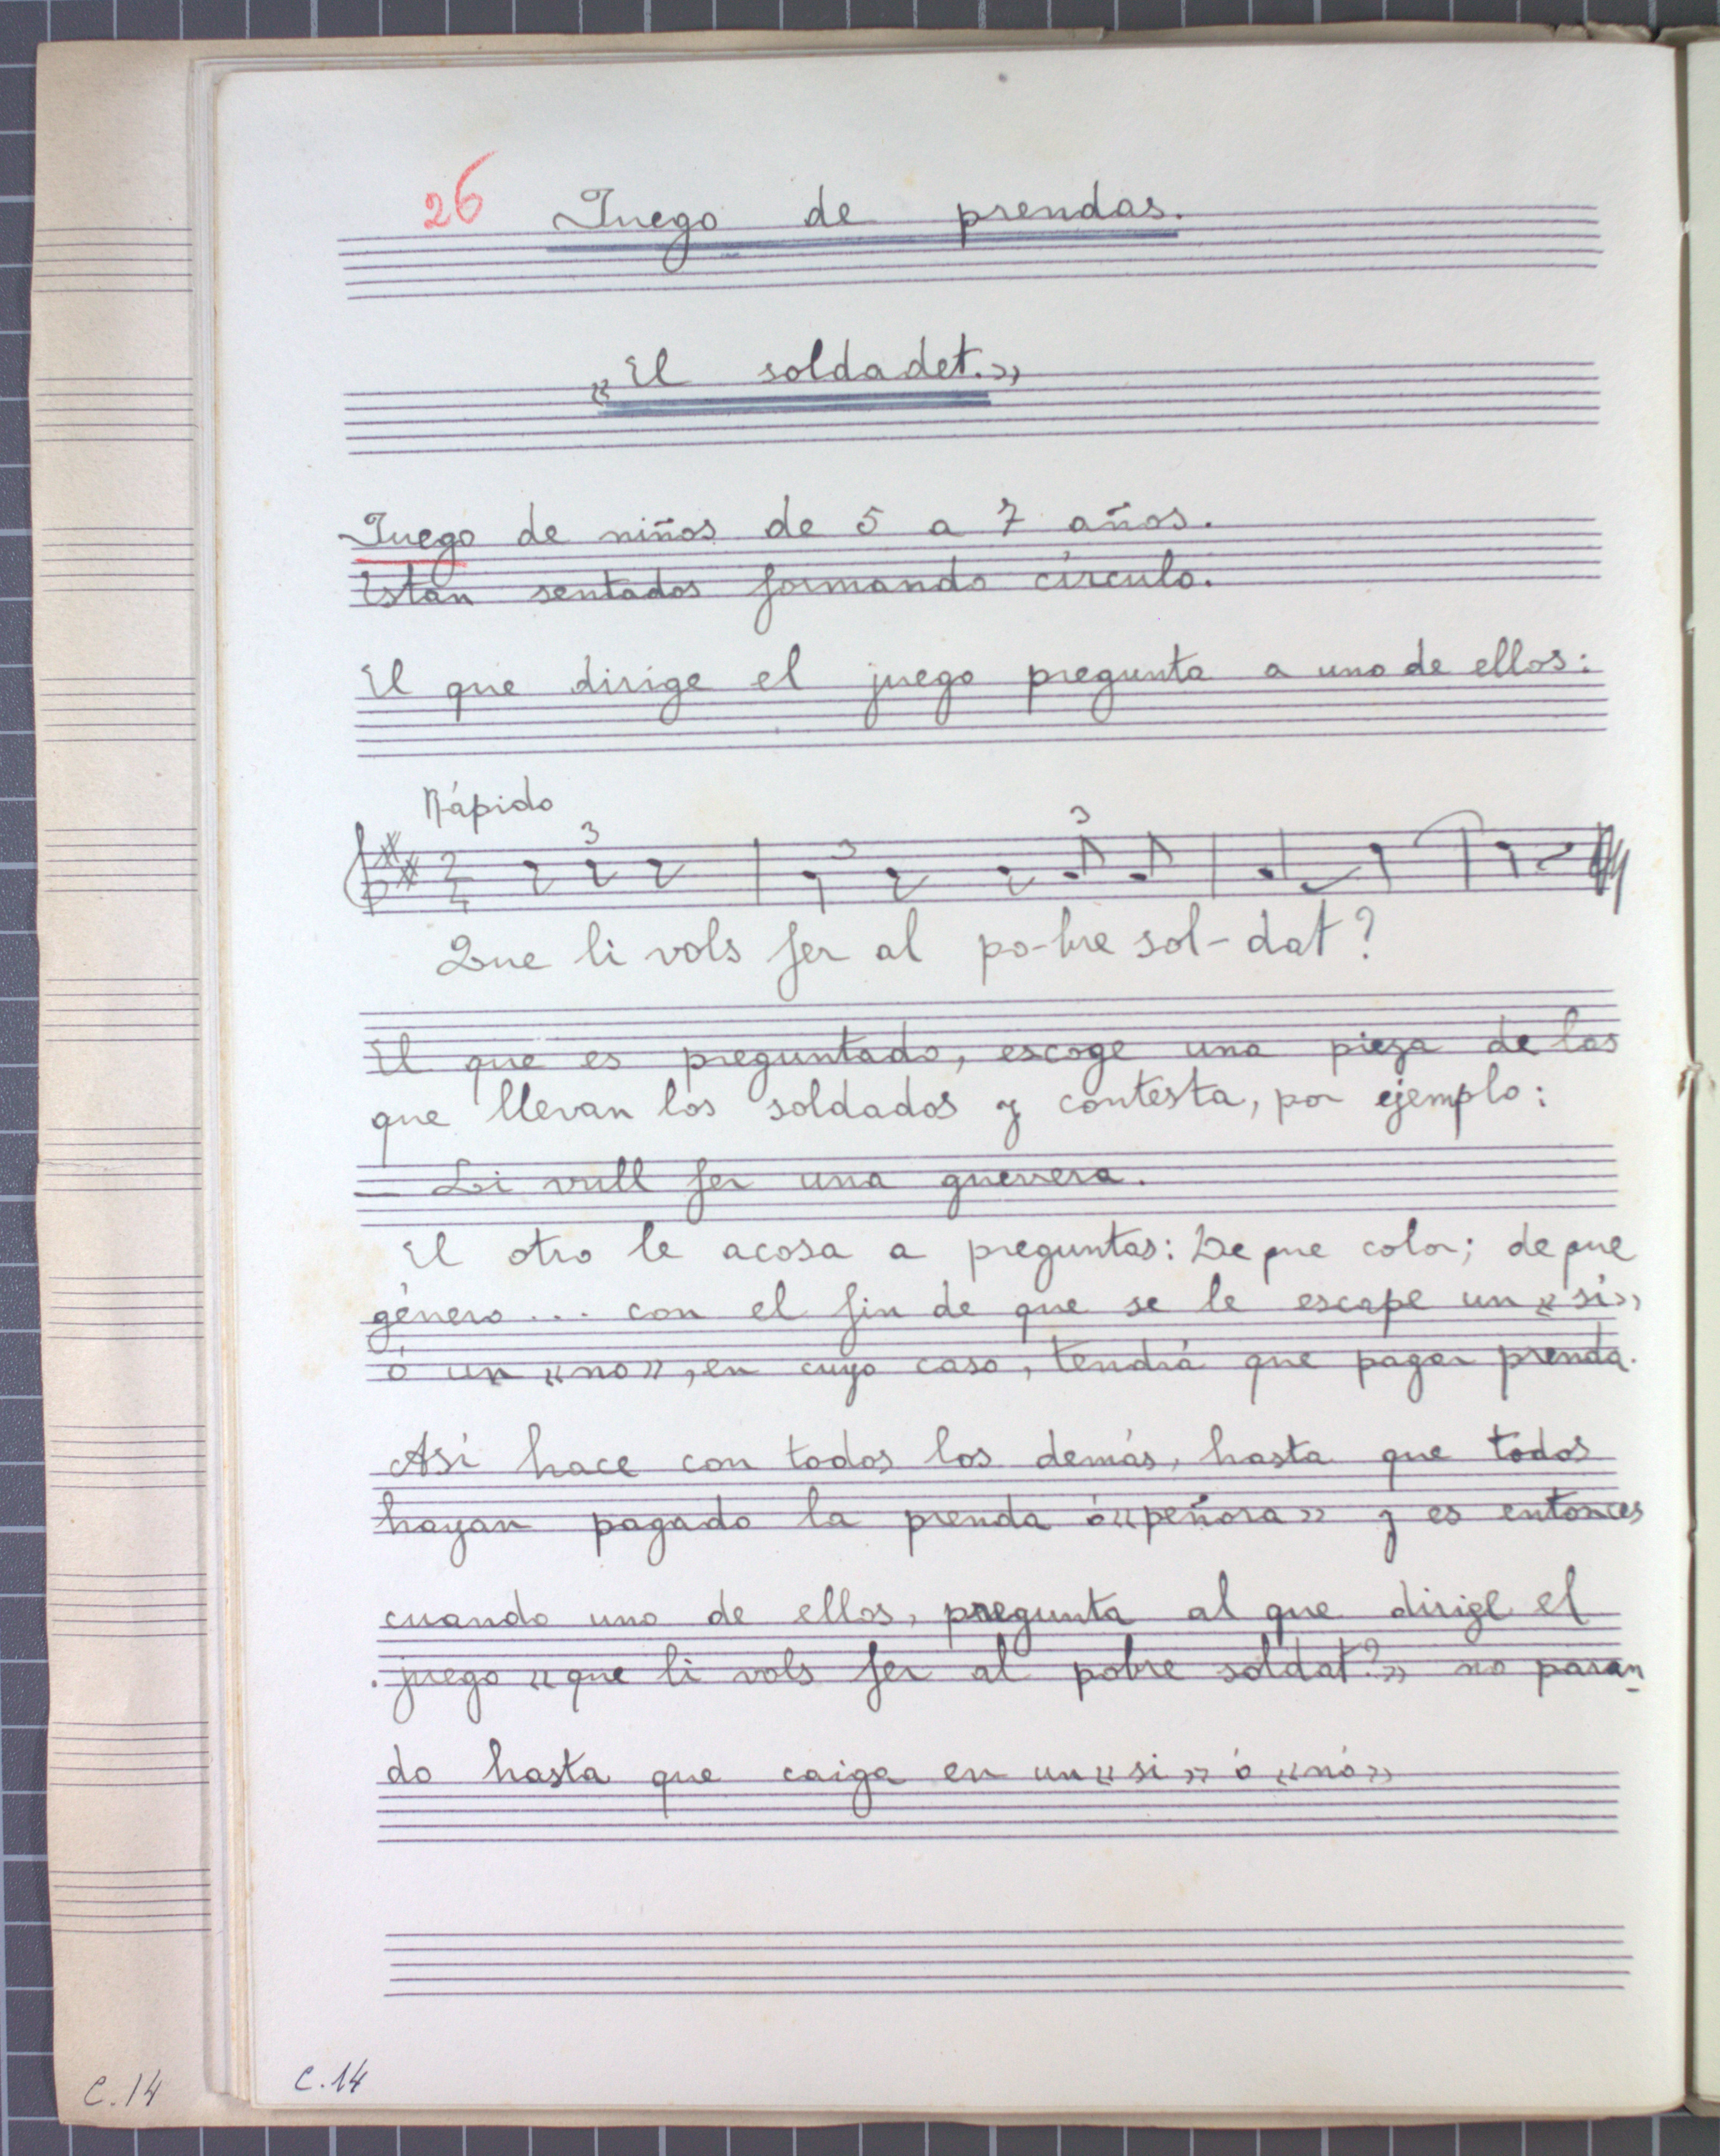 26 Juego de prendas.
«El soldadet.»
Juego de niños de 5 a 7 años.
Están sentados formando círculo.
El que dirige el juego pregunta a uno de ellos:
Rápido
3 3 3
2
4
Que li vols fer al po-bre sol-dat?
El que es preguntado, escoge una pieza de las
que llevan los soldados y contesta, por ejemplo:
— Li vull fer una guerrera.
El otro le acosa a preguntas: De que color; de que
género.... con el fin de que se le escape un «si»
ó un «no», en cuyo caso, tendrá que pagar prenda.
Así hace con todos los demás, hasta que todos
hayan pagado la prenda ó «peñora» y es entonces
cuando uno de ellos, pregunta al que dirige el
juego «que li vols fer al pobre soldat?» no paran-
do hasta que caiga en un «si» ó «nó»
C.14
C.14